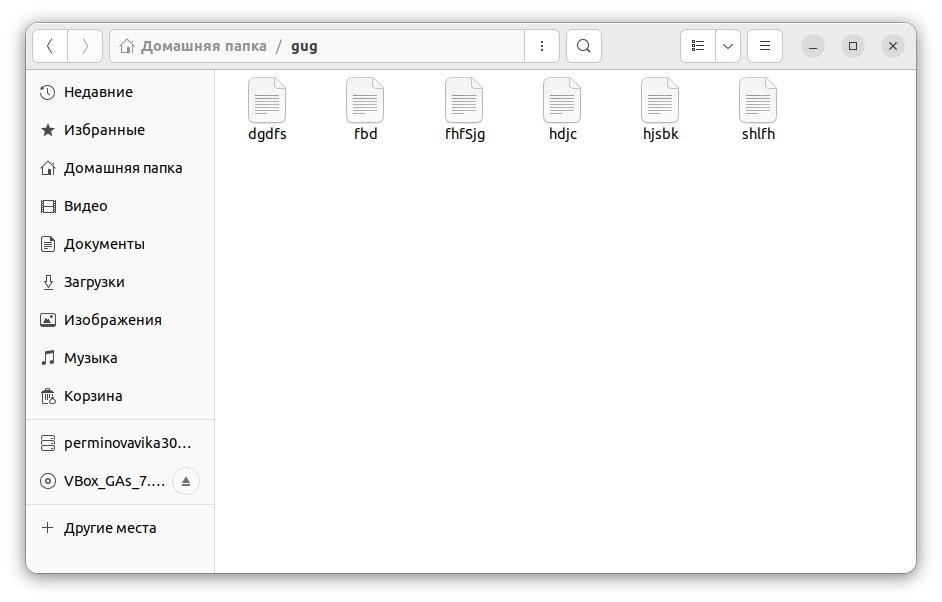 Домашняя папка / gug
Недавние
Избранные
Домашняя папка
Видео
Документы
Загрузки
Изображения
Музыка
Корзина
perminovavika30...
VBox_GAs_7....
Другие места
dgdfs
fbd
fhfSjg
hdjc
hjsbk
shlfh